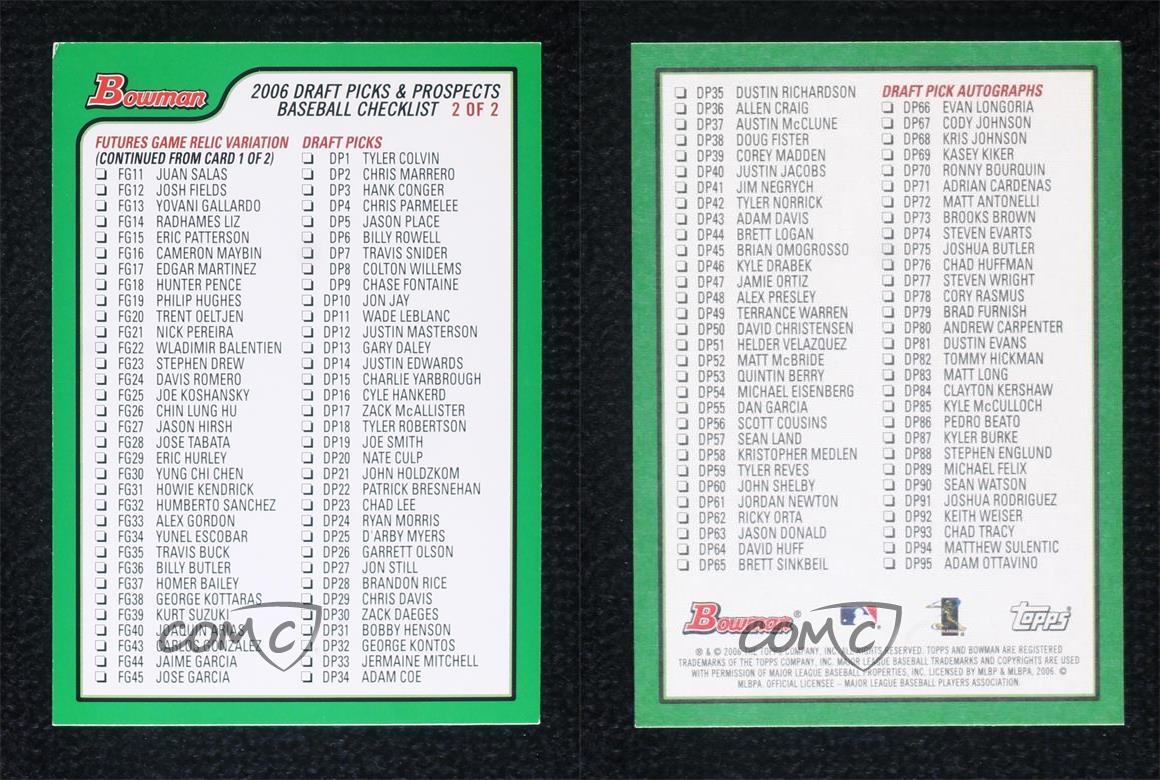 Bowman
2006 DRAFT PICKS & PROSPECTS
BASEBALL CHECKLIST 2 OF 2
FUTURES GAME RELIC VARIATION
(CONTINUED FROM CARD 1 OF 2)
FG11 JUAN SALAS
FG12 JOSH FIELDS
FG13 YOVANI GALLARDO
FG14 RADHAMES LIZ
FG15 ERIC PATTERSON
FG16 CAMERON MAYBIN
FG17 EDGAR MARTINEZ
FG18 HUNTER PENCE
FG19 PHILIP HUGHES
FG20 TRENT OELTJEN
FG21 NICK PEREIRA
FG22 WLADIMIR BALENTIEN
FG23 STEPHEN DREW
FG24 DAVIS ROMERO
FG25 JOE KOSHANSKY
FG26 CHIN LUNG HU
FG27 JASON HIRSH
FG28 JOSE TABATA
FG29 ERIC HURLEY
FG30 YUNG CHI CHEN
FG31 HOWIE KENDRICK
FG32 HUMBERTO SANCHEZ
FG33 ALEX GORDON
FG34 YUNEL ESCOBAR
FG35 TRAVIS BUCK
FG36 BILLY BUTLER
FG37 HOMER BAILEY
FG38 GEORGE KOTTARAS
FG39 KURT SUZUKI
FG40 JOAQUIN ARIAS
FG43 CARLOS GONZALEZ
FG44 JAIME GARCIA
FG45 JOSE GARCIA
DRAFT PICKS
DP1 TYLER COLVIN
DP2 CHRIS MARRERO
DP3 HANK CONGER
DP4 CHRIS PARMELEE
DP5 JASON PLACE
DP6 BILLY ROWELL
DP7 TRAVIS SNIDER
DP8 COLTON WILLEMS
DP9 CHASE FONTAINE
DP10 JON JAY
DP11 WADE LEBLANC
DP12 JUSTIN MASTERSON
DP13 GARY DALEY
DP14 JUSTIN EDWARDS
DP15 CHARLIE YARBROUGH
DP16 CYLE HANKERD
DP17 ZACK McALLISTER
DP18 TYLER ROBERTSON
DP19 JOE SMITH
DP20 NATE CULP
DP21 JOHN HOLDZKOM
DP22 PATRICK BRESNEHAN
DP23 CHAD LEE
DP24 RYAN MORRIS
DP25 D'ARBY MYERS
DP26 GARRETT OLSON
DP27 JON STILL
DP28 BRANDON RICE
DP29 CHRIS DAVIS
DP30 ZACK DAEGES
DP31 BOBBY HENSON
DP32 GEORGE KONTOS
DP33 JERMAINE MITCHELL
DP34 ADAM COE
COMC
DP35 DUSTIN RICHARDSON
DP36 ALLEN CRAIG
DP37 AUSTIN McCLUNE
DP38 DOUG FISTER
DP39 COREY MADDEN
DP40 JUSTIN JACOBS
DP41 JIM NEGRYCH
DP42 TYLER NORRICK
DP43 ADAM DAVIS
DP44 BRETT LOGAN
DP45 BRIAN OMOGROSSO
DP46 KYLE DRABEK
DP47 JAMIE ORTIZ
DP48 ALEX PRESLEY
DP49 TERRANCE WARREN
DP50 DAVID CHRISTENSEN
DP51 HELDER VELAZQUEZ
DP52 MATT McBRIDE
DP53 QUINTIN BERRY
DP54 MICHAEL EISENBERG
DP55 DAN GARCIA
DP56 SCOTT COUSINS
DP57 SEAN LAND
DP58 KRISTOPHER MEDLEN
DP59 TYLER REVES
DP60 JOHN SHELBY
DP61 JORDAN NEWTON
DP62 RICKY ORTA
DP63 JASON DONALD
DP64 DAVID HUFF
DP65 BRETT SINKBEIL
DRAFT PICK AUTOGRAPHS
DP66 EVAN LONGORIA
DP67 CODY JOHNSON
DP68 KRIS JOHNSON
DP69 KASEY KIKER
DP70 RONNY BOURQUIN
DP71 ADRIAN CARDENAS
DP72 MATT ANTONELLI
DP73 BROOKS BROWN
DP74 STEVEN EVARTS
DP75 JOSHUA BUTLER
DP76 CHAD HUFFMAN
DP77 STEVEN WRIGHT
DP78 CORY RASMUS
DP79 BRAD FURNISH
DP80 ANDREW CARPENTER
DP81 DUSTIN EVANS
DP82 TOMMY HICKMAN
DP83 MATT LONG
DP84 CLAYTON KERSHAW
DP85 KYLE McCULLOCH
DP86 PEDRO BEATO
DP87 KYLER BURKE
DP88 STEPHEN ENGLUND
DP89 MICHAEL FELIX
DP90 SEAN WATSON
DP91 JOSHUA RODRIGUEZ
DP92 KEITH WEISER
DP93 CHAD TRACY
DP94 MATTHEW SULENTIC
DP95 ADAM OTTAVINO
Bowman®
Topps®
COMC
® & © 2006 THE TOPPS COMPANY, INC. ALL RIGHTS RESERVED. TOPPS AND BOWMAN ARE REGISTERED
TRADEMARKS OF THE TOPPS COMPANY, INC. MAJOR LEAGUE BASEBALL TRADEMARKS AND COPYRIGHTS ARE USED
WITH PERMISSION OF MAJOR LEAGUE BASEBALL PROPERTIES, INC. LICENSED BY MLBP & MLBPA, 2006. ©
MLBPA. OFFICIAL LICENSEE – MAJOR LEAGUE BASEBALL PLAYERS ASSOCIATION.